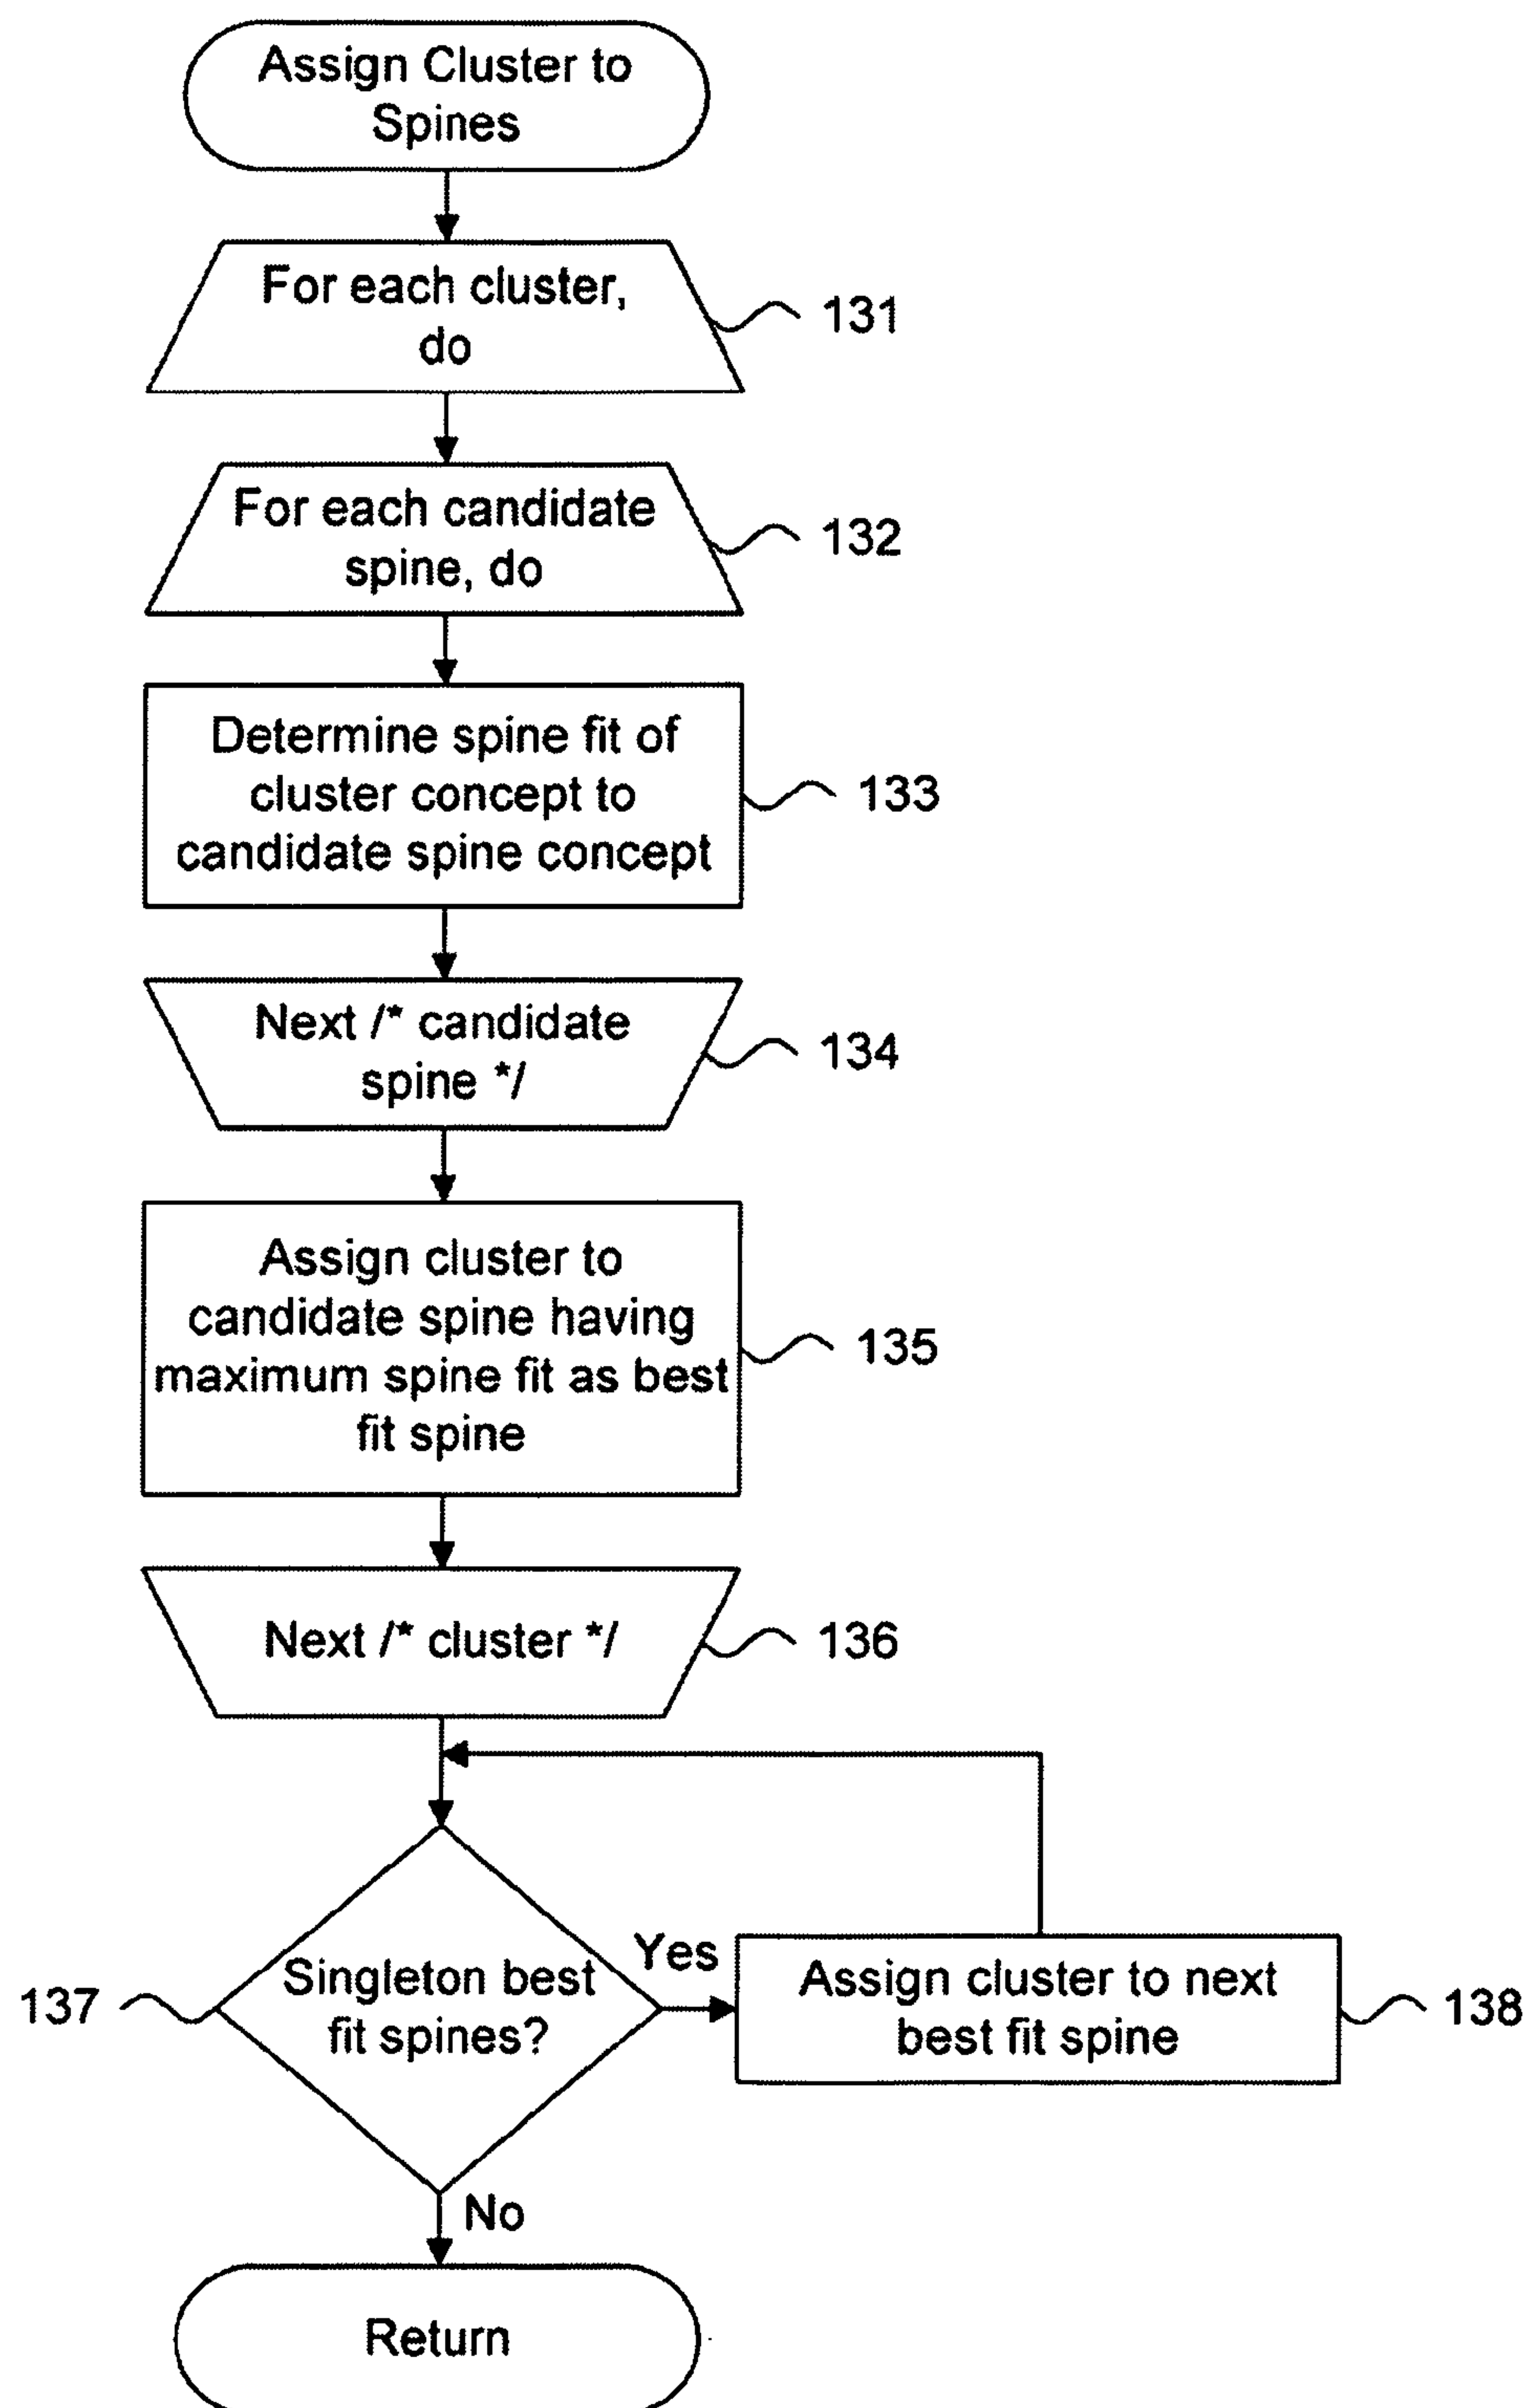 Assign Cluster to
Spines
For each cluster,
do
131
For each candidate
spine, do
132
Determine spine fit of
cluster concept to
candidate spine concept
133
Next /* candidate
spine */
134
Assign cluster to
candidate spine having
maximum spine fit as best
fit spine
135
Next /* cluster */
136
137
Singleton best
fit spines?
Yes
Assign cluster to next
best fit spine
138
No
Return